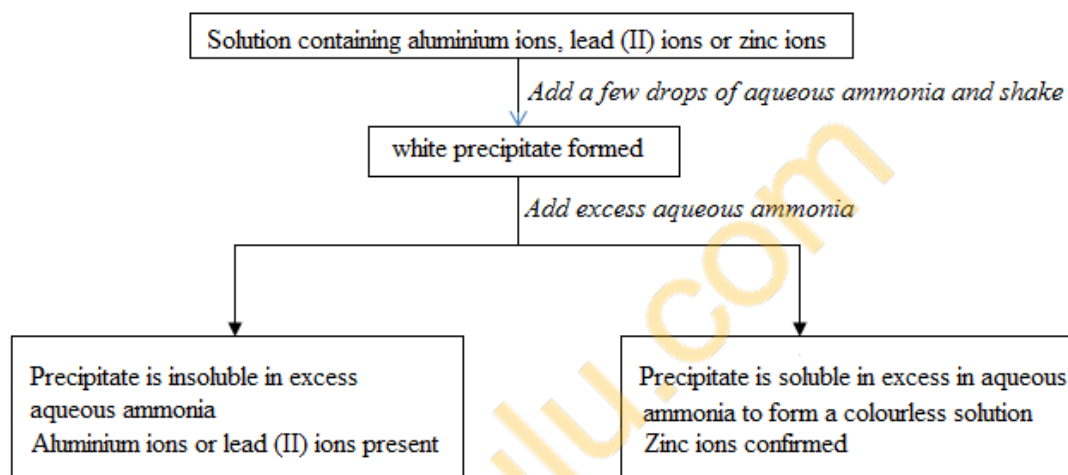 Solution containing aluminium ions, lead (II) ions or zinc ions
Add a few drops of aqueous ammonia and shake
white precipitate formed
Add excess aqueous ammonia
Precipitate is insoluble in excess
aqueous ammonia
Aluminium ions or lead (II) ions present
Precipitate is soluble in excess in aqueous
ammonia to form a colourless solution
Zinc ions confirmed
ulu.com